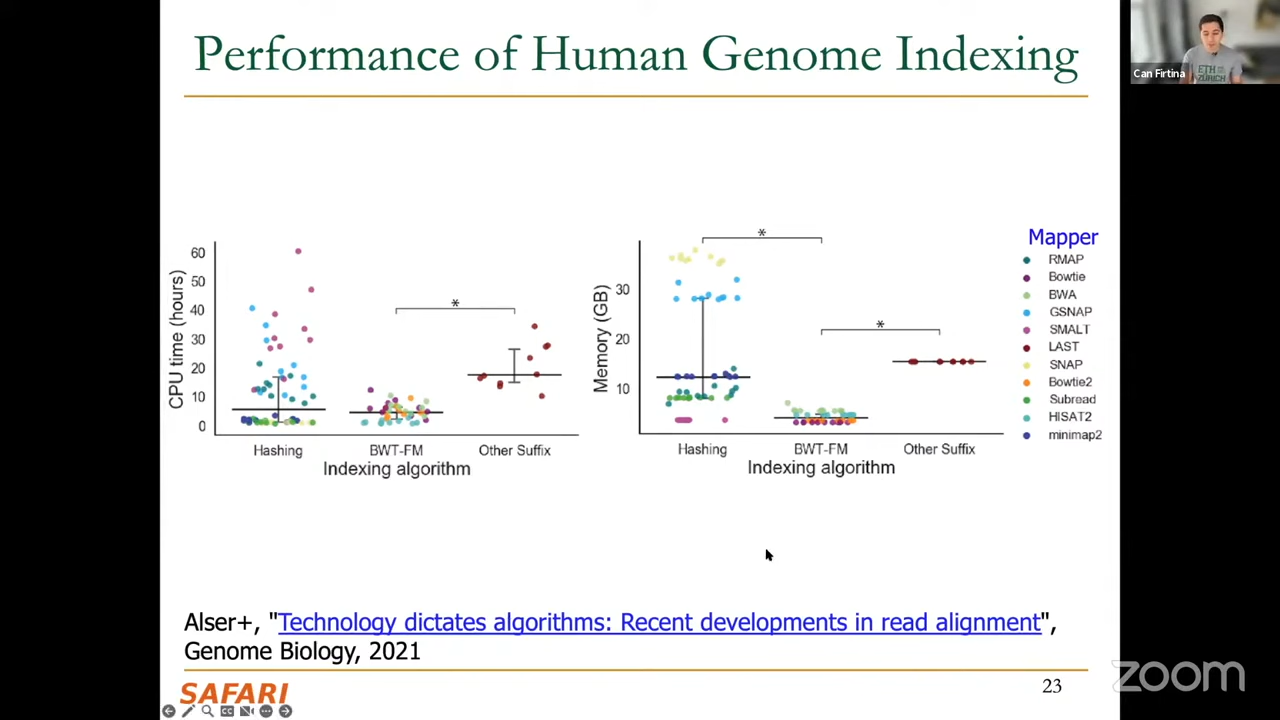 Performance of Human Genome Indexing
Can Firtina
ETH
ZÜRICH
CPU time (hours)
60
50
40
30
20
10
0
*
Hashing
BWT-FM
Other Suffix
Indexing algorithm
Memory (GB)
30
20
10
*
*
Hashing
BWT-FM
Other Suffix
Indexing algorithm
Mapper
RMAP
Bowtie
BWA
GSNAP
SMALT
LAST
SNAP
Bowtie2
Subread
HISAT2
minimap2
Alser+, "Technology dictates algorithms: Recent developments in read alignment",
Genome Biology, 2021
SAFARI
23
zoom